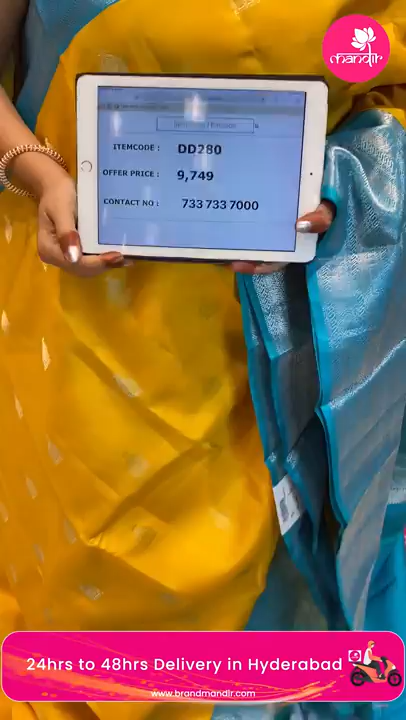 mandir
ITEMCODE : DD280
OFFER PRICE : 9,749
CONTACT NO : 733 733 7000
24hrs to 48hrs Delivery in Hyderabad
www.brandmandir.com